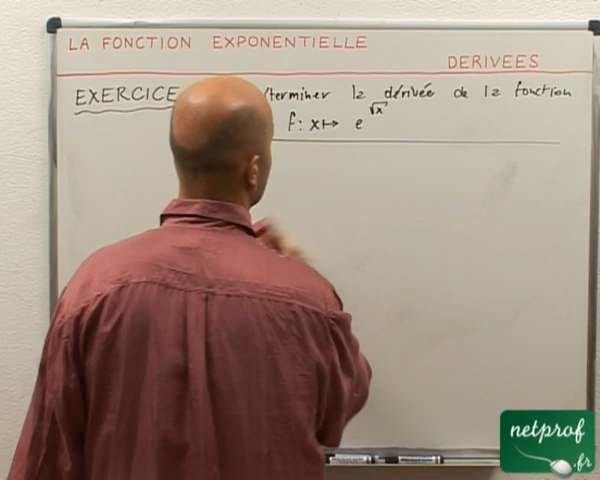 LA FONCTION EXPONENTIELLE
DERIVEES
EXERCICE /terminer la dérivée de la fonction
f: x ↦ e^√x
netprof
.fr